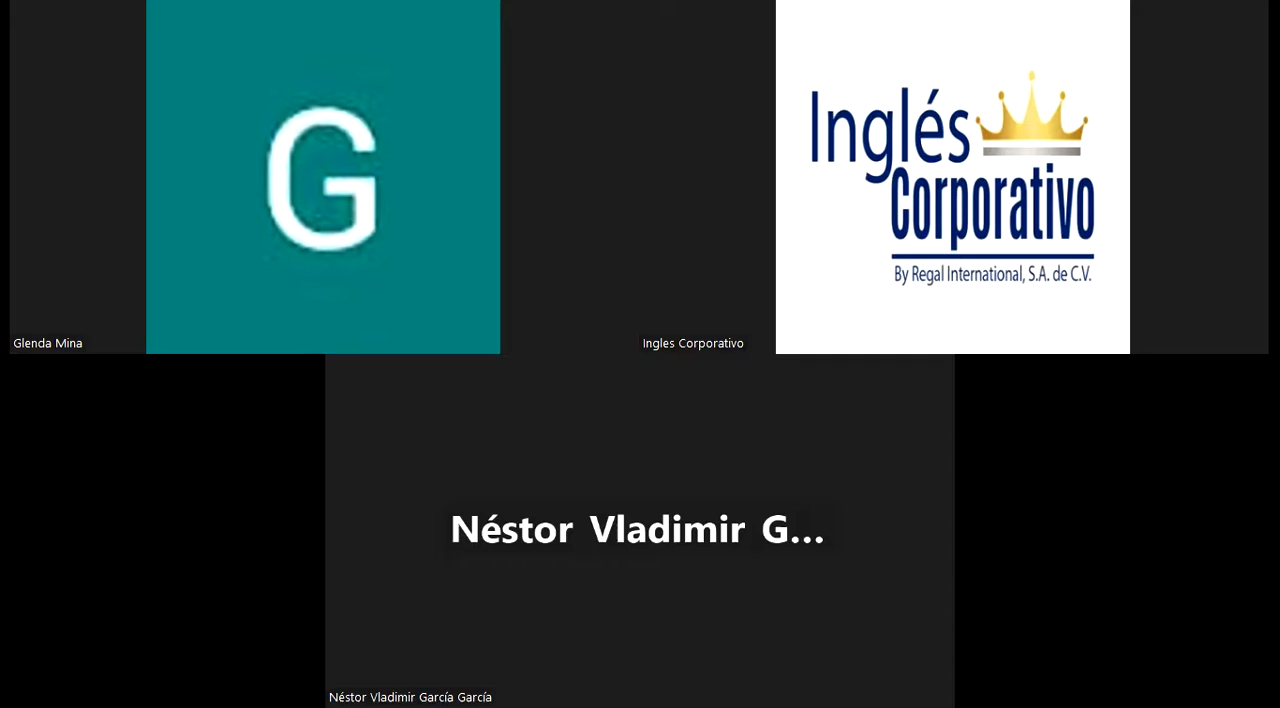 G
Glenda Mina
Inglés
Corporativo
By Regal International, S.A. de C.V.
Ingles Corporativo
Néstor Vladimir G...
Néstor Vladimir García García